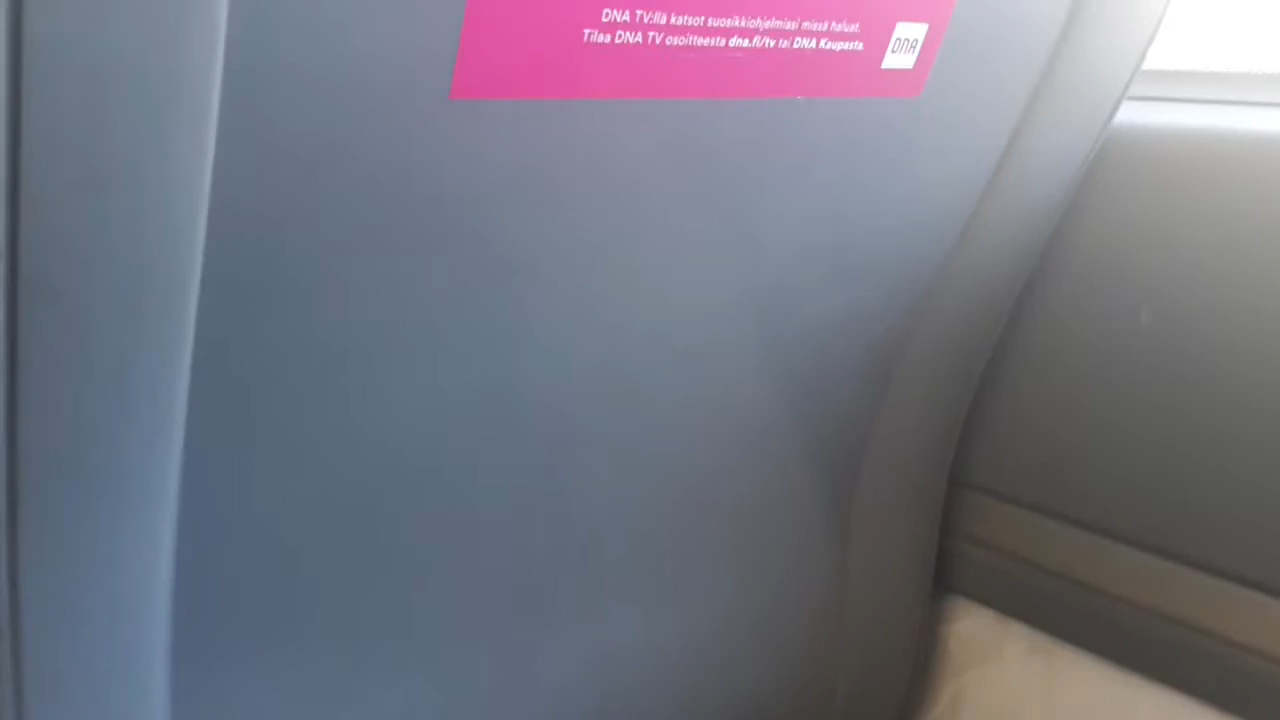 DNA TV:llä katsot suosikkiohjelmiasi missä haluat.
Tilaa DNA TV osoitteesta dna.fi/tv tai DNA Kaupasta.
DNA